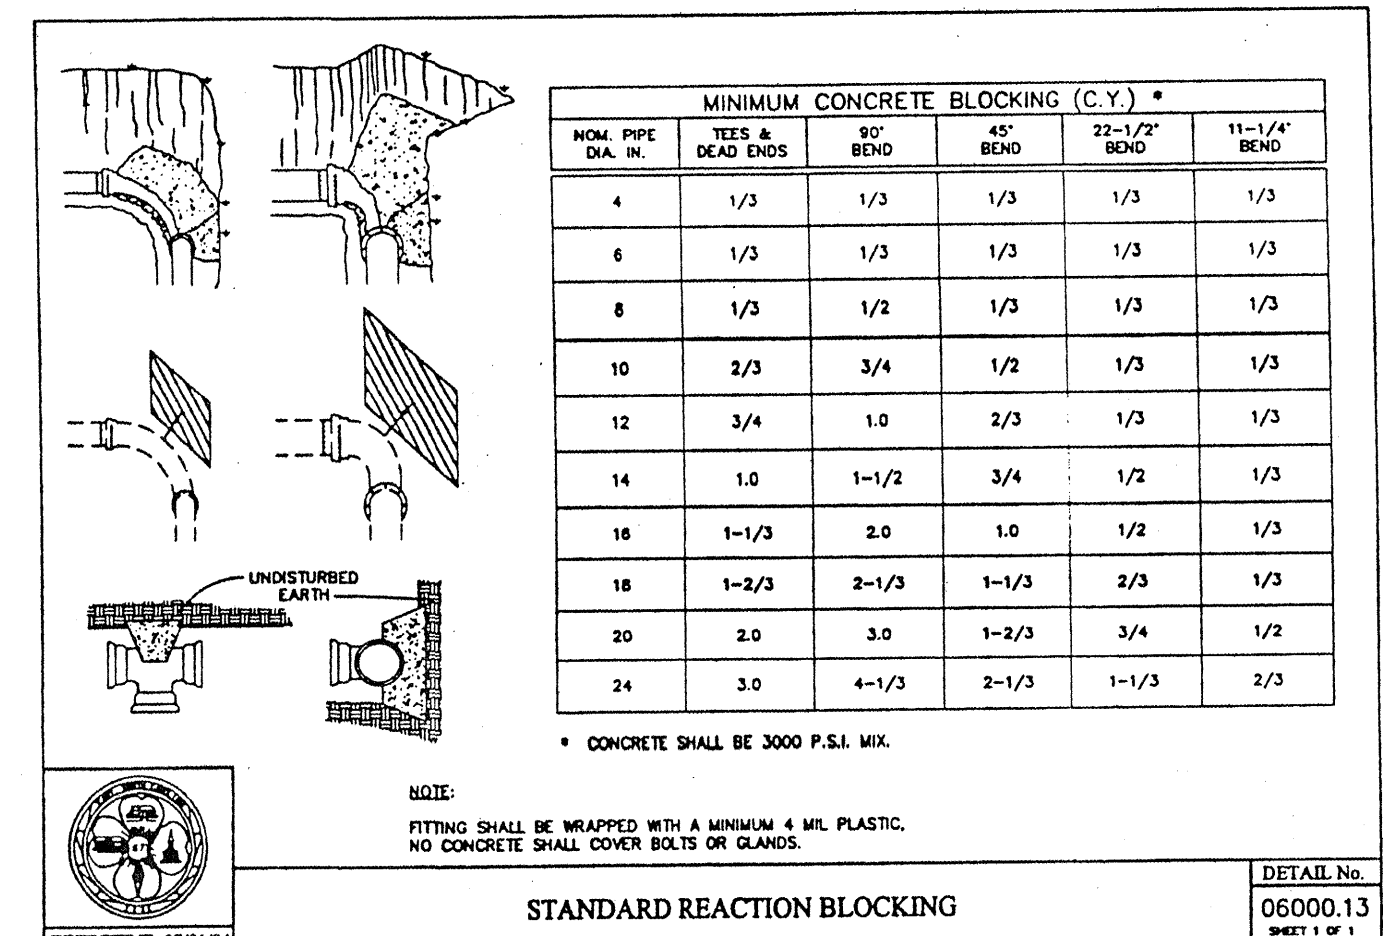 MINIMUM CONCRETE BLOCKING (C.Y.) *
NOM. PIPE DIA. IN. TEES & DEAD ENDS 90° BEND 45° BEND 22-1/2° BEND 11-1/4° BEND
4 1/3 1/3 1/3 1/3 1/3
6 1/3 1/3 1/3 1/3 1/3
8 1/3 1/2 1/3 1/3 1/3
10 2/3 3/4 1/2 1/3 1/3
12 3/4 1.0 2/3 1/3 1/3
14 1.0 1-1/2 3/4 1/2 1/3
16 1-1/3 2.0 1.0 1/2 1/3
18 1-2/3 2-1/3 1-1/3 2/3 1/3
20 2.0 3.0 1-2/3 3/4 1/2
24 3.0 4-1/3 2-1/3 1-1/3 2/3
* CONCRETE SHALL BE 3000 P.S.I. MIX.
UNDISTURBED
EARTH
NOTE:
FITTING SHALL BE WRAPPED WITH A MINIMUM 4 MIL PLASTIC,
NO CONCRETE SHALL COVER BOLTS OR GLANDS.
STANDARD REACTION BLOCKING
DETAIL No.
06000.13
SHEET 1 OF 1